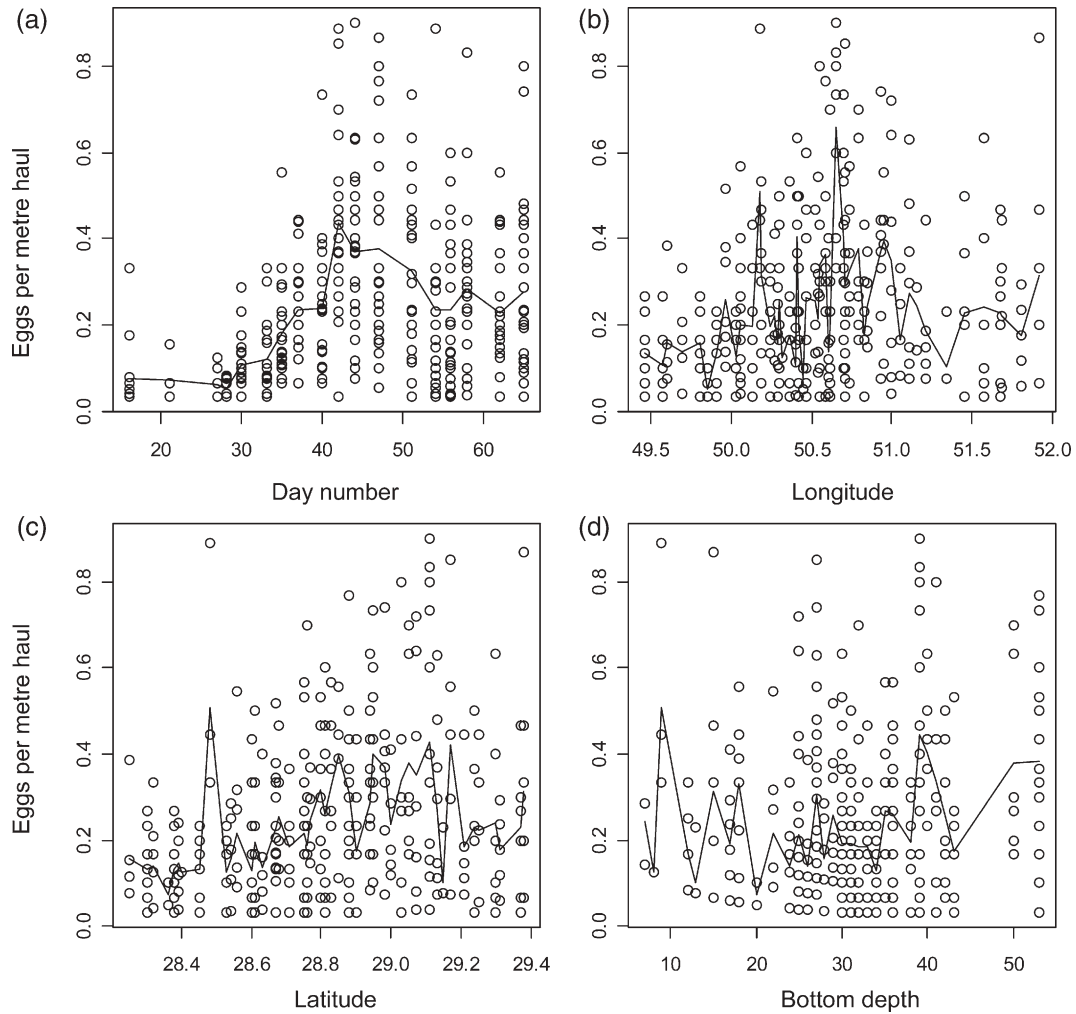 (a)
Eggs per metre haul
0.0 0.2 0.4 0.6 0.8
20 30 40 50 60
Day number
(b)
0.0 0.2 0.4 0.6 0.8
49.5 50.0 50.5 51.0 51.5 52.0
Longitude
(c)
Eggs per metre haul
0.0 0.2 0.4 0.6 0.8
28.4 28.6 28.8 29.0 29.2 29.4
Latitude
(d)
0.0 0.2 0.4 0.6 0.8
10 20 30 40 50
Bottom depth